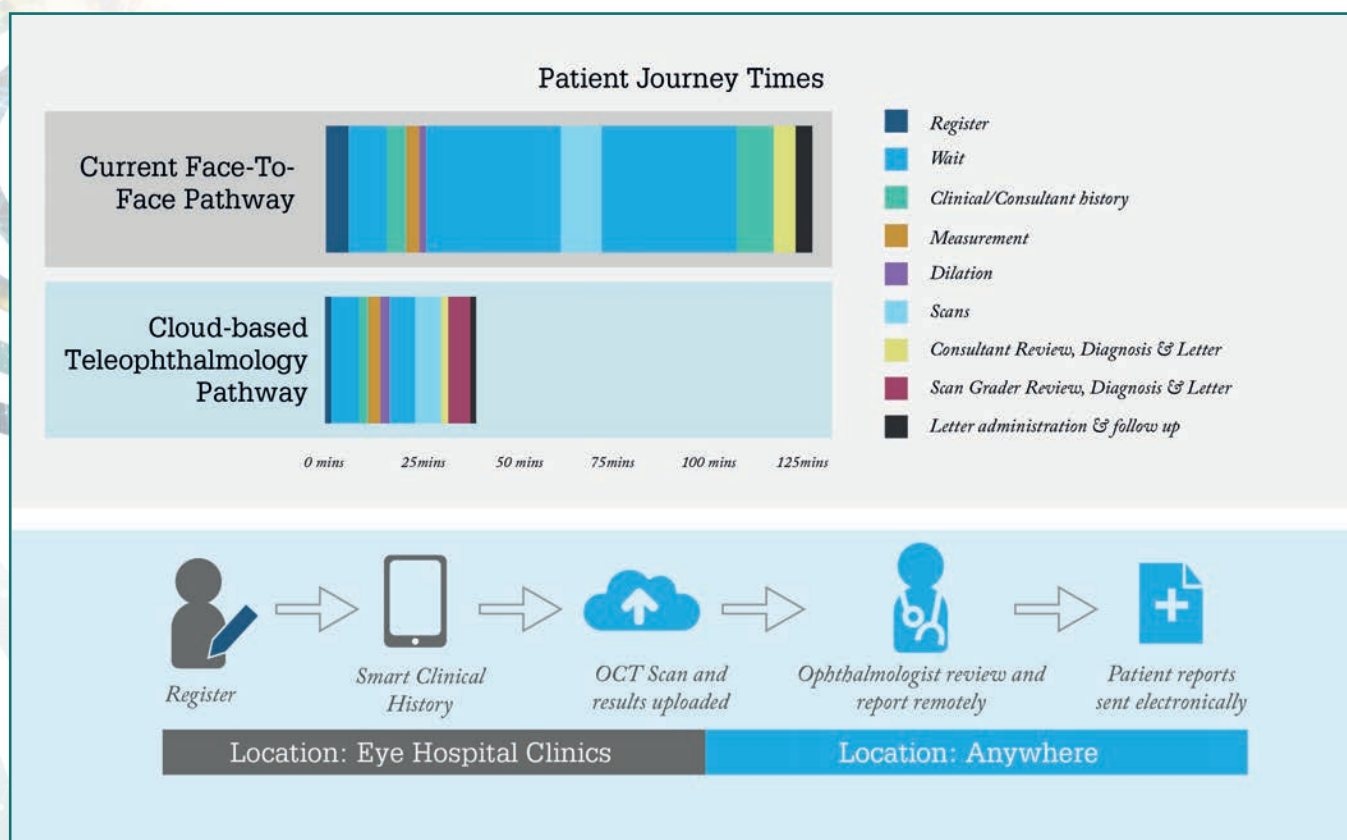 Patient Journey Times
Current Face-To-
Face Pathway
Cloud-based
Teleophthalmology
Pathway
0 mins
25mins
50 mins
75mins
100 mins
125mins
Register
Wait
Clinical/Consultant history
Measurement
Dilation
Scans
Consultant Review, Diagnosis & Letter
Scan Grader Review, Diagnosis & Letter
Letter administration & follow up
Register
Smart Clinical
History
OCT Scan and
results uploaded
Ophthalmologist review and
report remotely
Patient reports
sent electronically
Location: Eye Hospital Clinics
Location: Anywhere